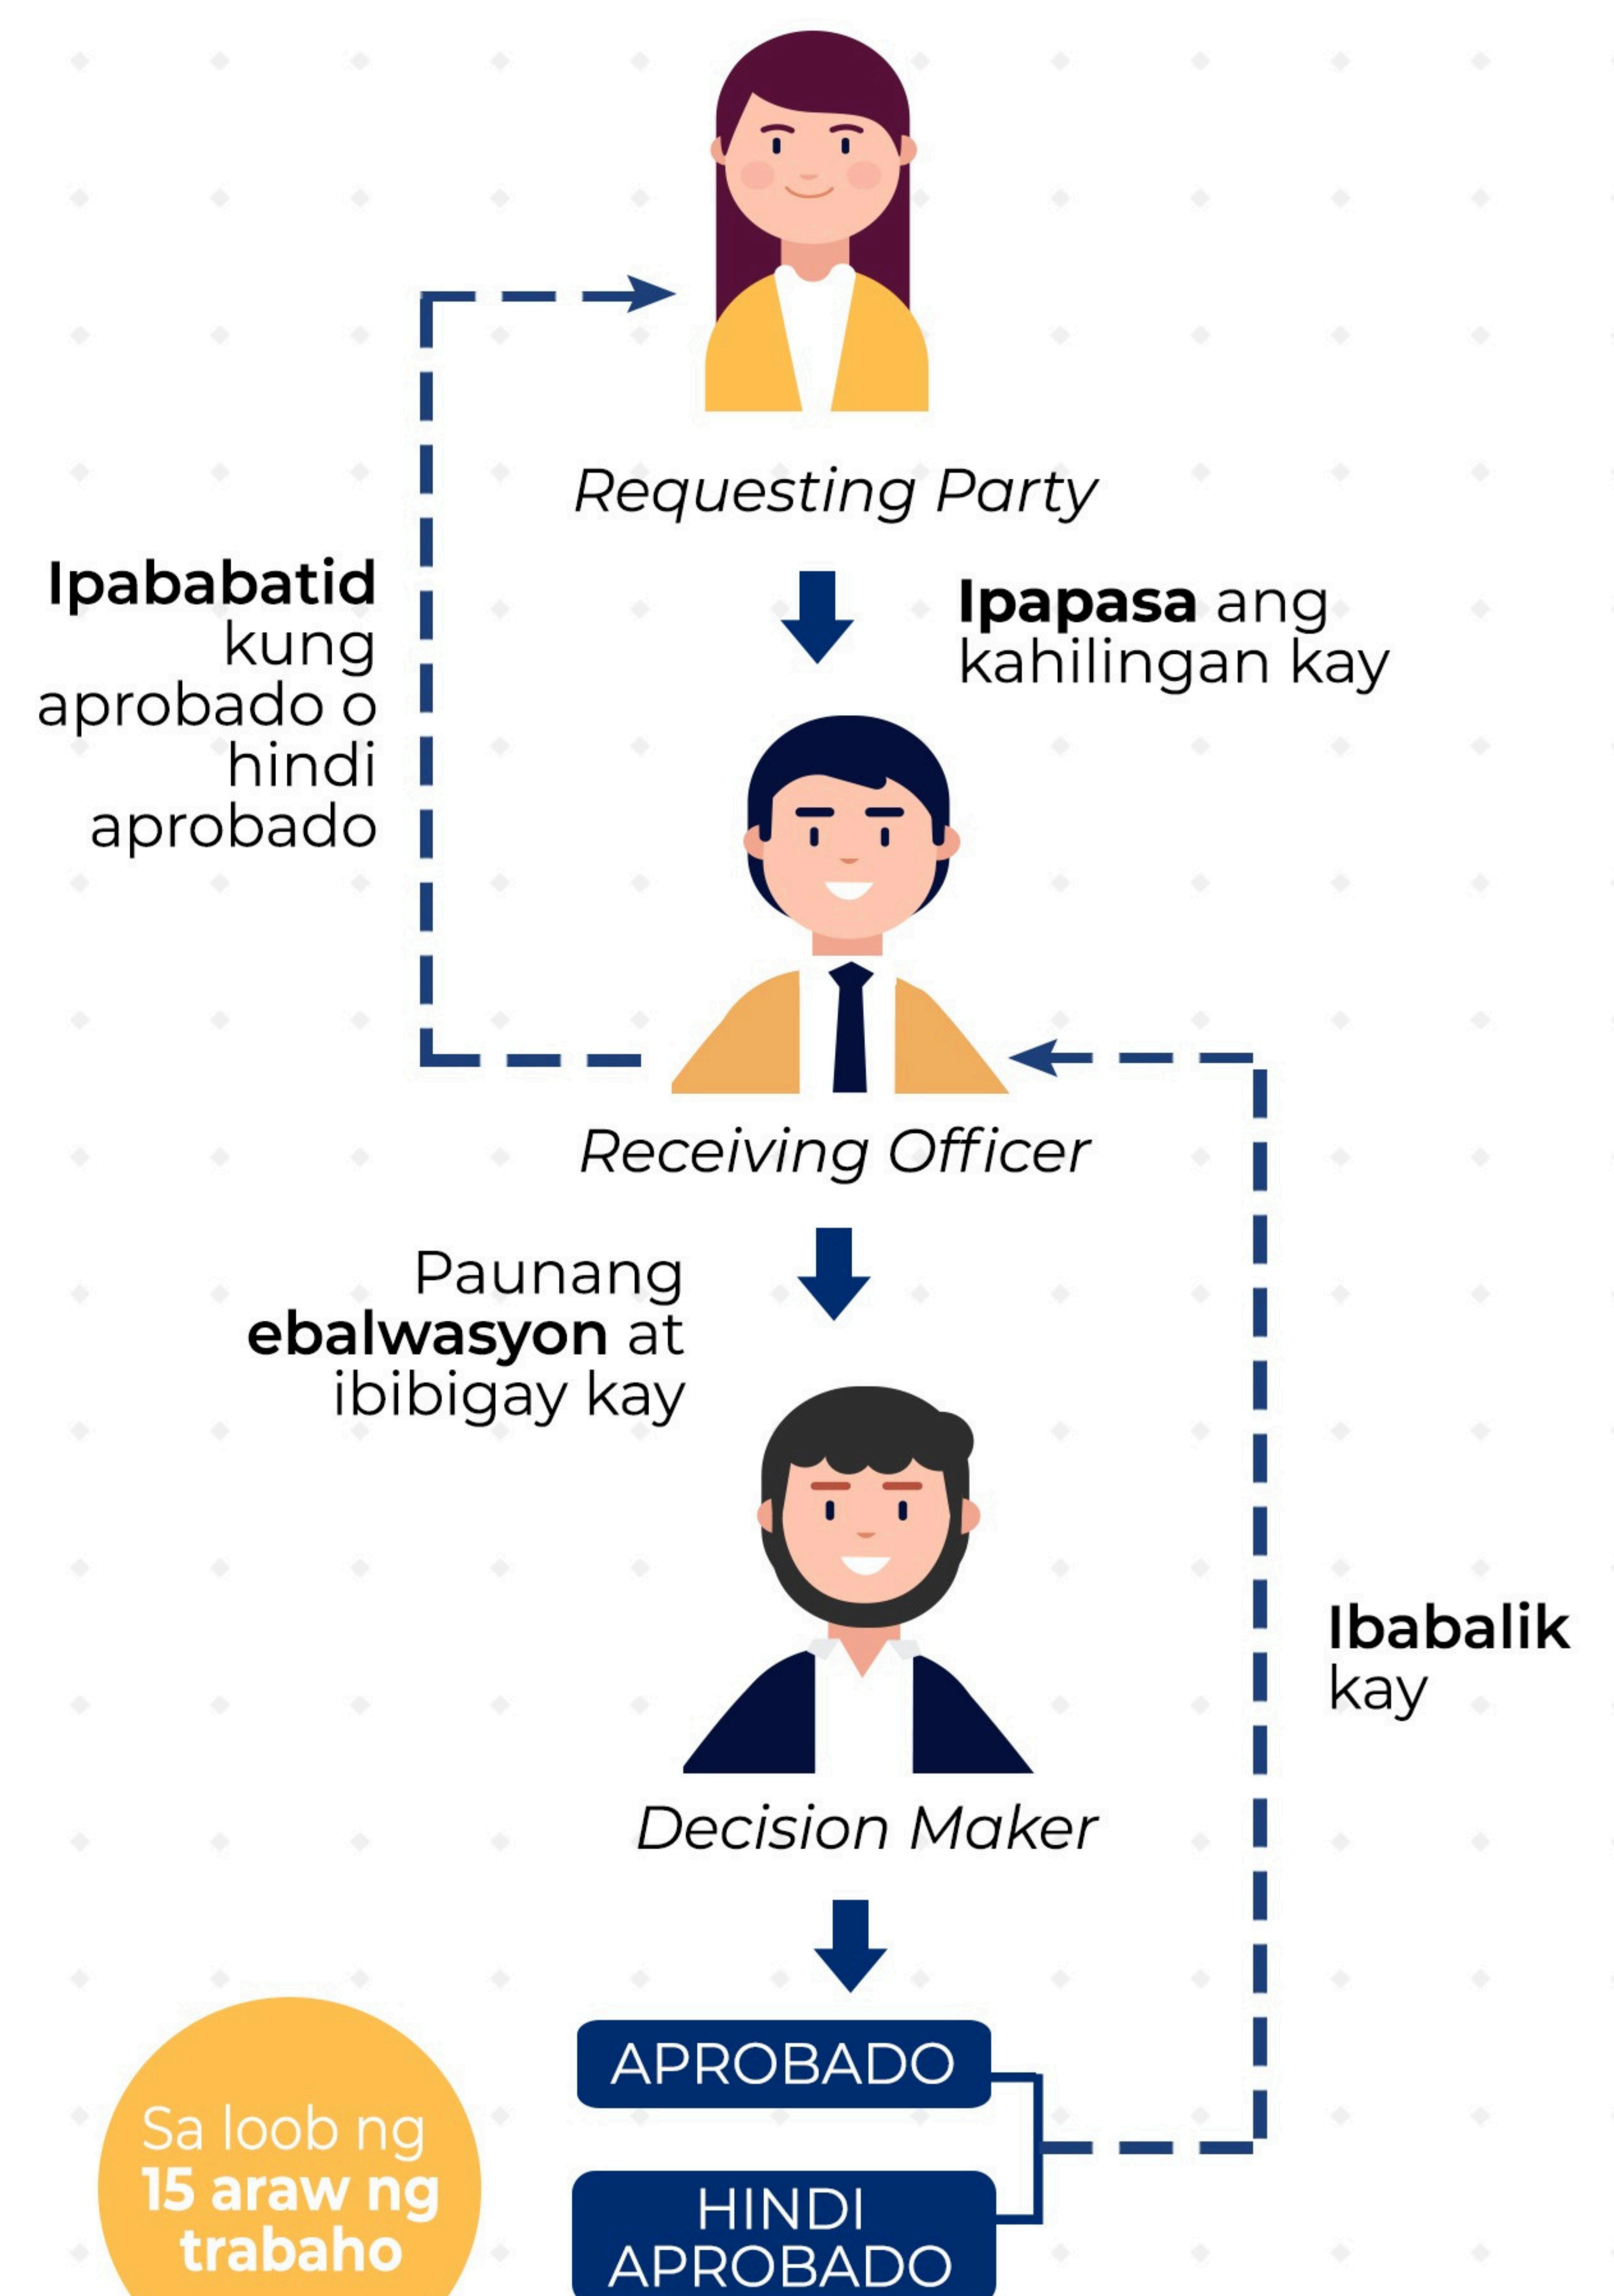 Requesting Party
Ipapasa ang
kahilingan kay
Ipababatid
kung
aprobado o
hindi
aprobado
Receiving Officer
Paunang
ebalwasyon at
ibibigay kay
Decision Maker
Ibabalik
kay
APROBADO
HINDI
APROBADO
Sa loob ng
15 araw ng
trabaho